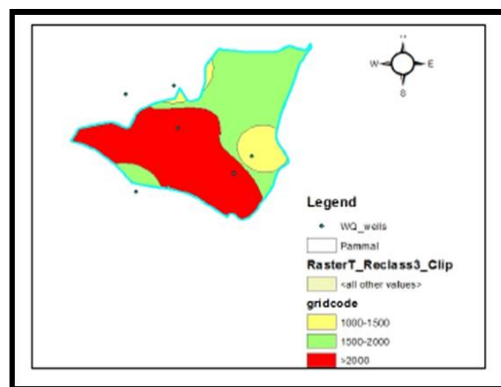 W E
S
Legend
WQ_wells
Pammal
RasterT_Reclass3_Clip
<all other values>
gridcode
1000-1500
1500-2000
>2000